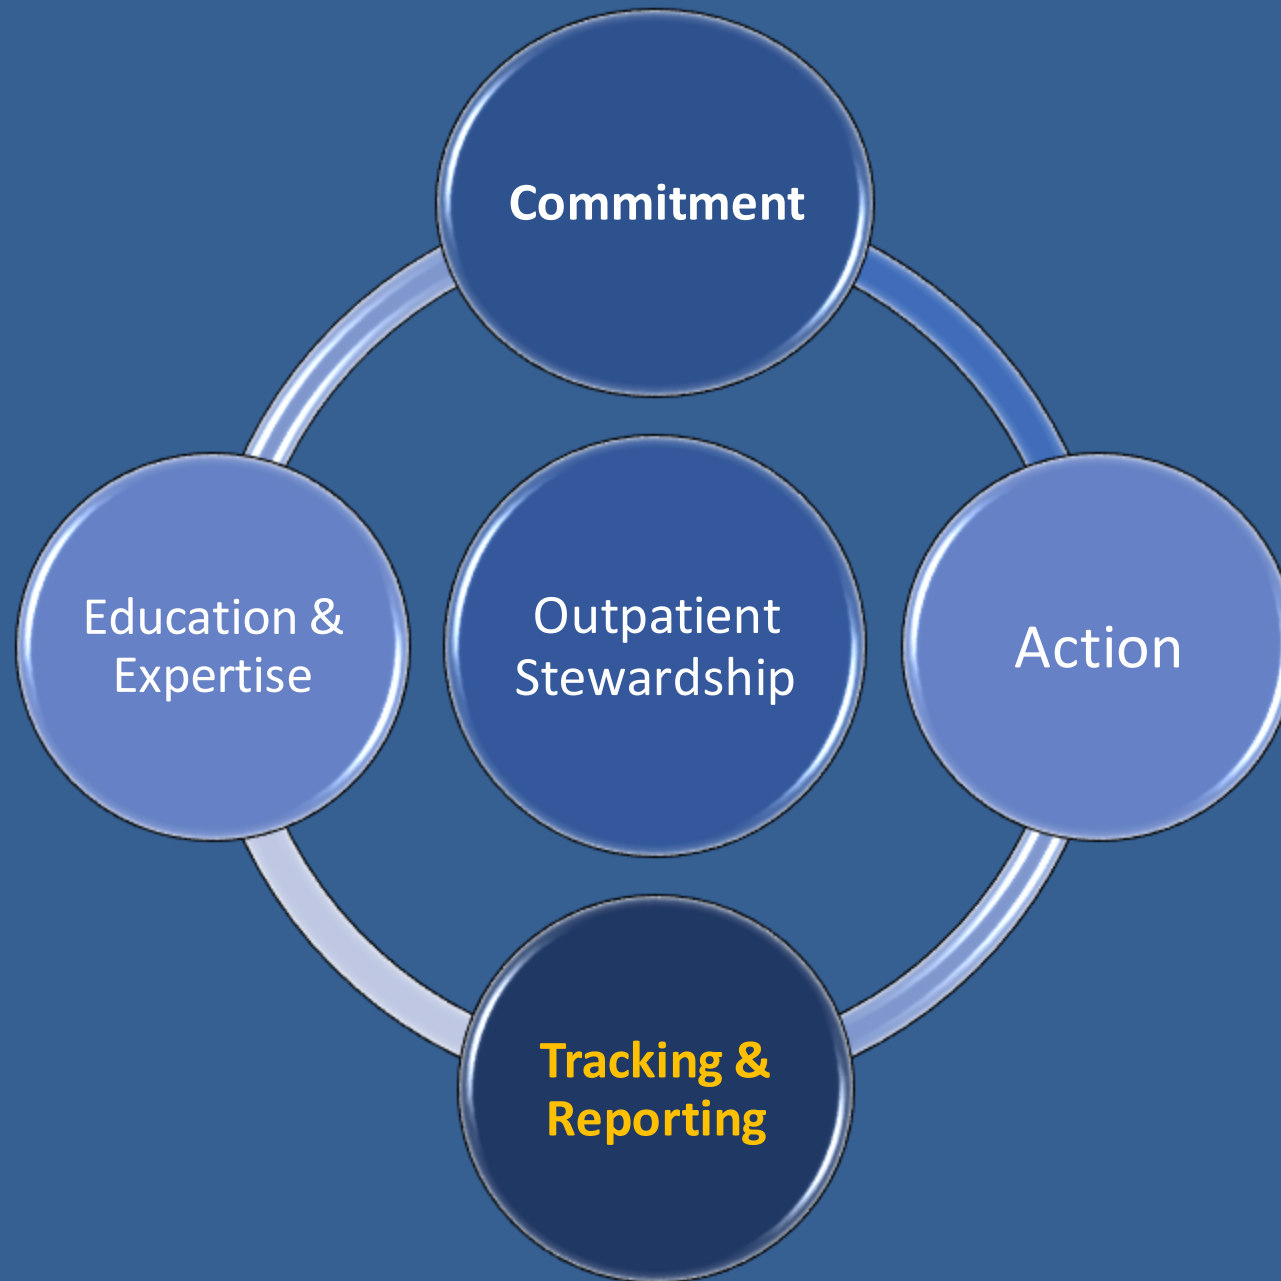 Commitment
Education &
Expertise
Outpatient
Stewardship
Action
Tracking &
Reporting